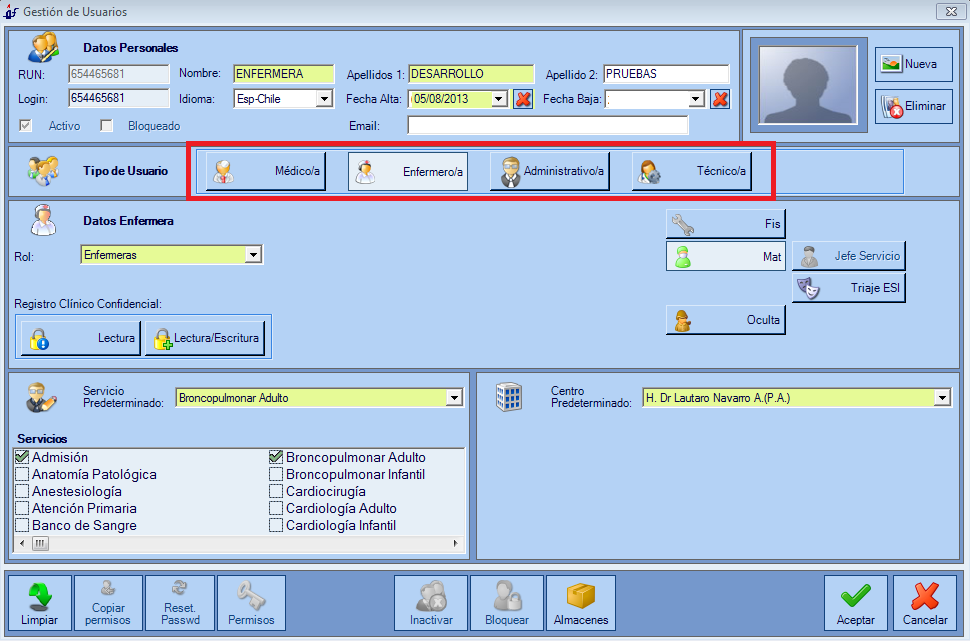 Gestión de Usuarios
Datos Personales
RUN: 654465681 Nombre: ENFERMERA Apellidos 1: DESARROLLO Apellido 2: PRUEBAS
Login: 654465681 Idioma: Esp-Chile Fecha Alta: 05/08/2013 Fecha Baja: :
Activo Bloqueado Email:
Nueva
Eliminar
Tipo de Usuario Médico/a Enfermero/a Administrativo/a Técnico/a
Datos Enfermera
Rol: Enfermeras
Fis
Mat Jefe Servicio
Triaje ESI
Oculta
Registro Clínico Confidencial:
Lectura Lectura/Escritura
Servicio
Predeterminado: Broncopulmonar Adulto
Centro
Predeterminado: H. Dr Lautaro Navarro A.(P.A.)
Servicios
Admisión Broncopulmonar Adulto
Anatomía Patológica Broncopulmonar Infantil
Anestesiología Cardiocirugía
Atención Primaria Cardiología Adulto
Banco de Sangre Cardiología Infantil
Limpiar
Copiar
permisos
Reset.
Passwd
Permisos
Inactivar
Bloquear
Almacenes
Aceptar
Cancelar